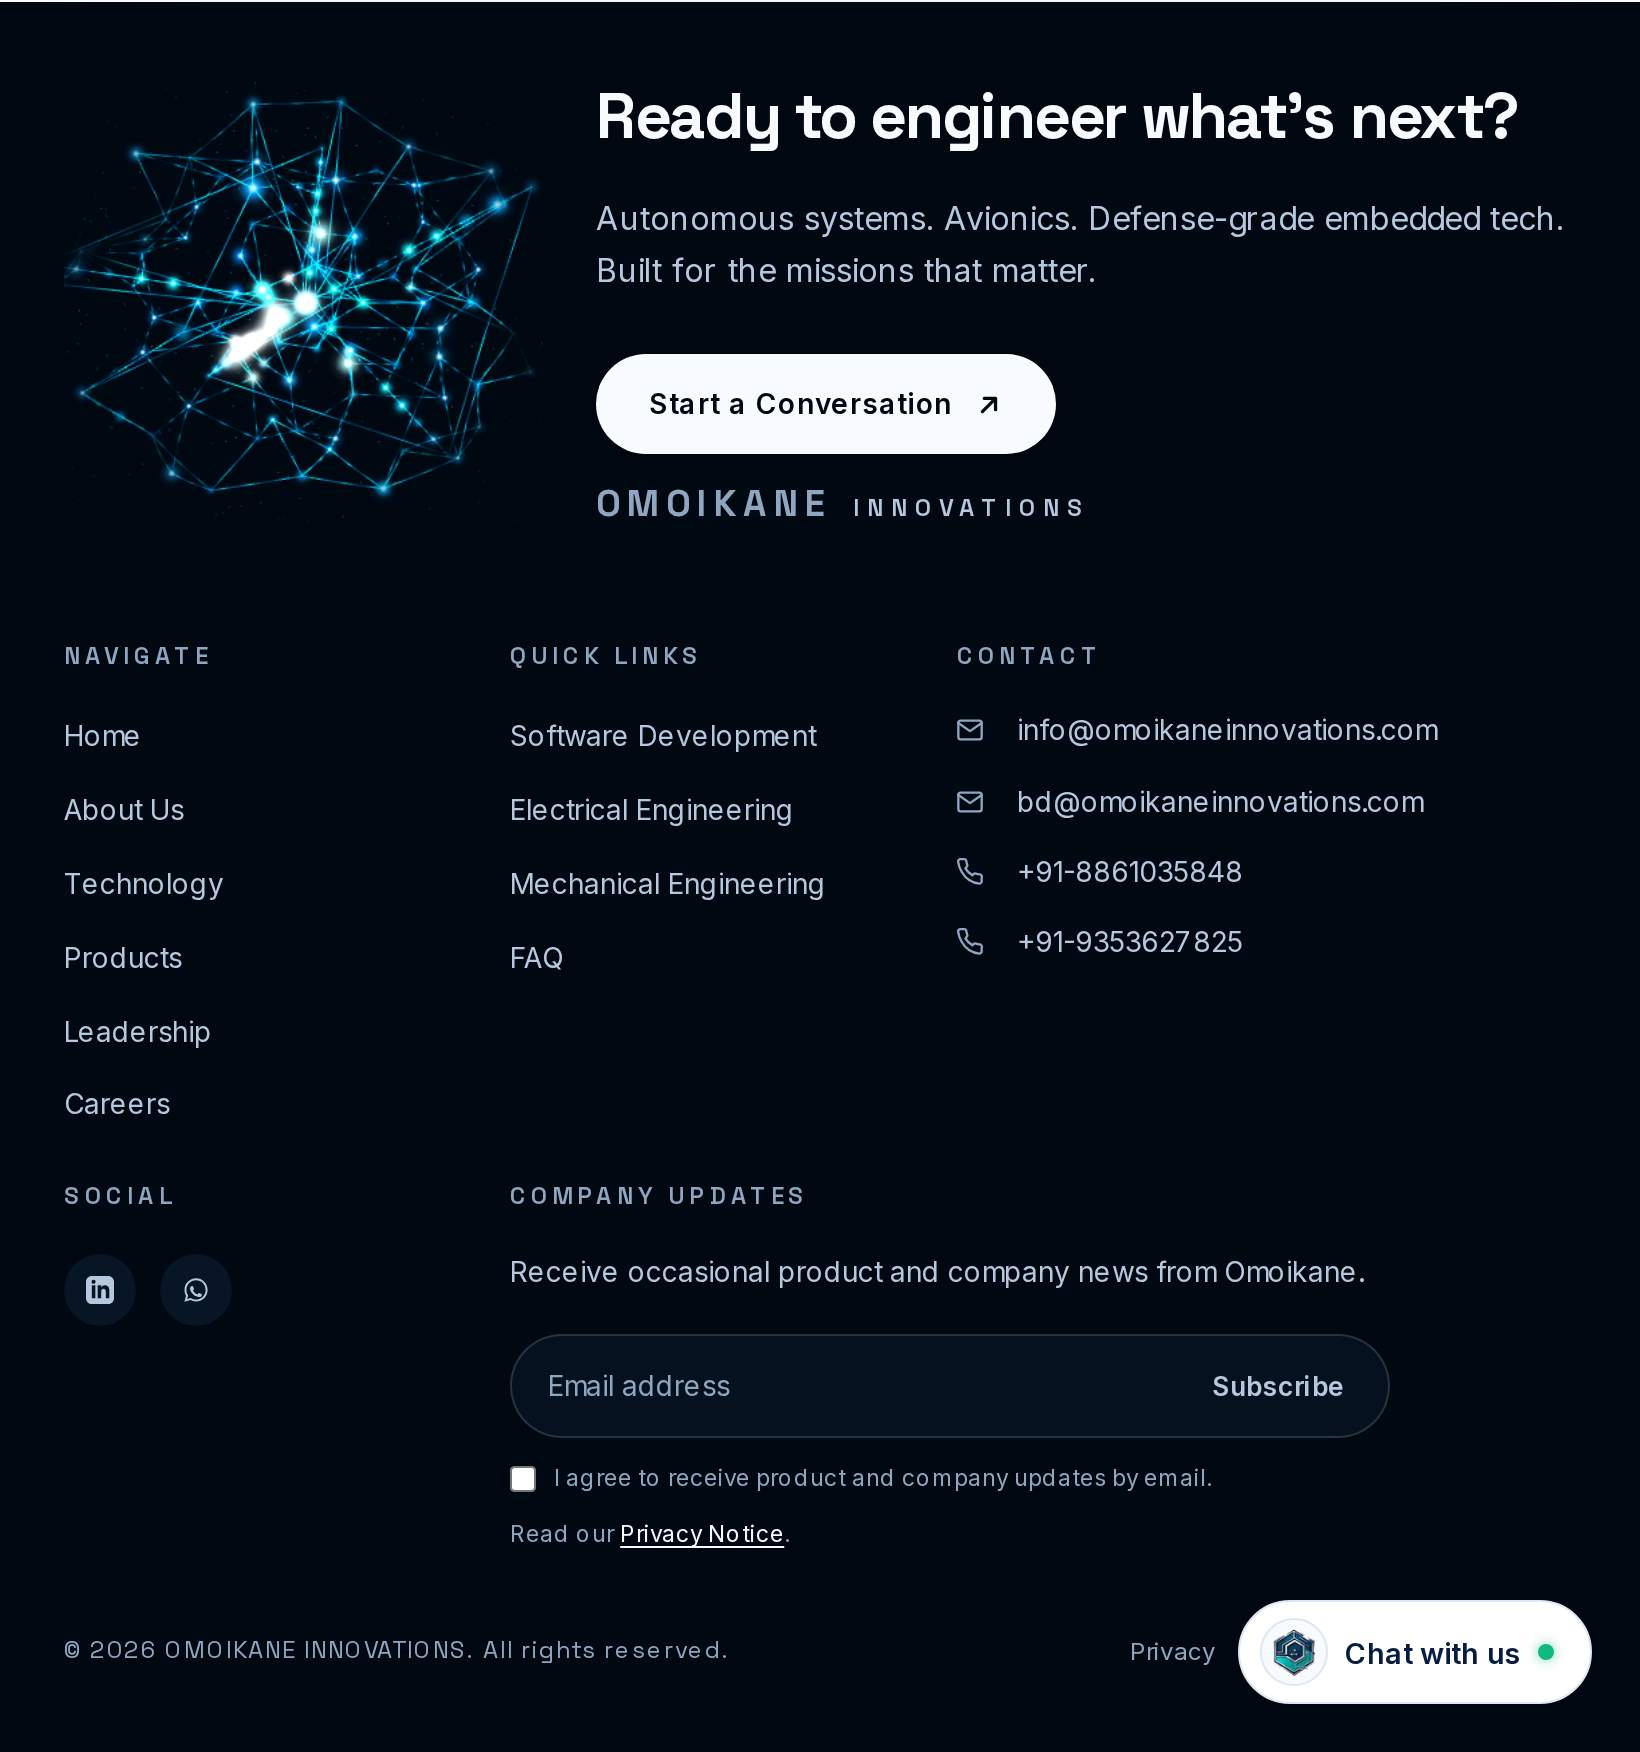 Ready to engineer what’s next?
Autonomous systems. Avionics. Defense-grade embedded tech.
Built for the missions that matter.
Start a Conversation
OMOIKANE INNOVATIONS
NAVIGATE
Home
About Us
Technology
Products
Leadership
Careers
QUICK LINKS
Software Development
Electrical Engineering
Mechanical Engineering
FAQ
CONTACT
info@omoikaneinnovations.com
bd@omoikaneinnovations.com
+91-8861035848
+91-9353627825
SOCIAL
in
COMPANY UPDATES
Receive occasional product and company news from Omoikane.
Email address
Subscribe
I agree to receive product and company updates by email.
Read our Privacy Notice.
© 2026 OMOIKANE INNOVATIONS. All rights reserved.
Privacy
Chat with us